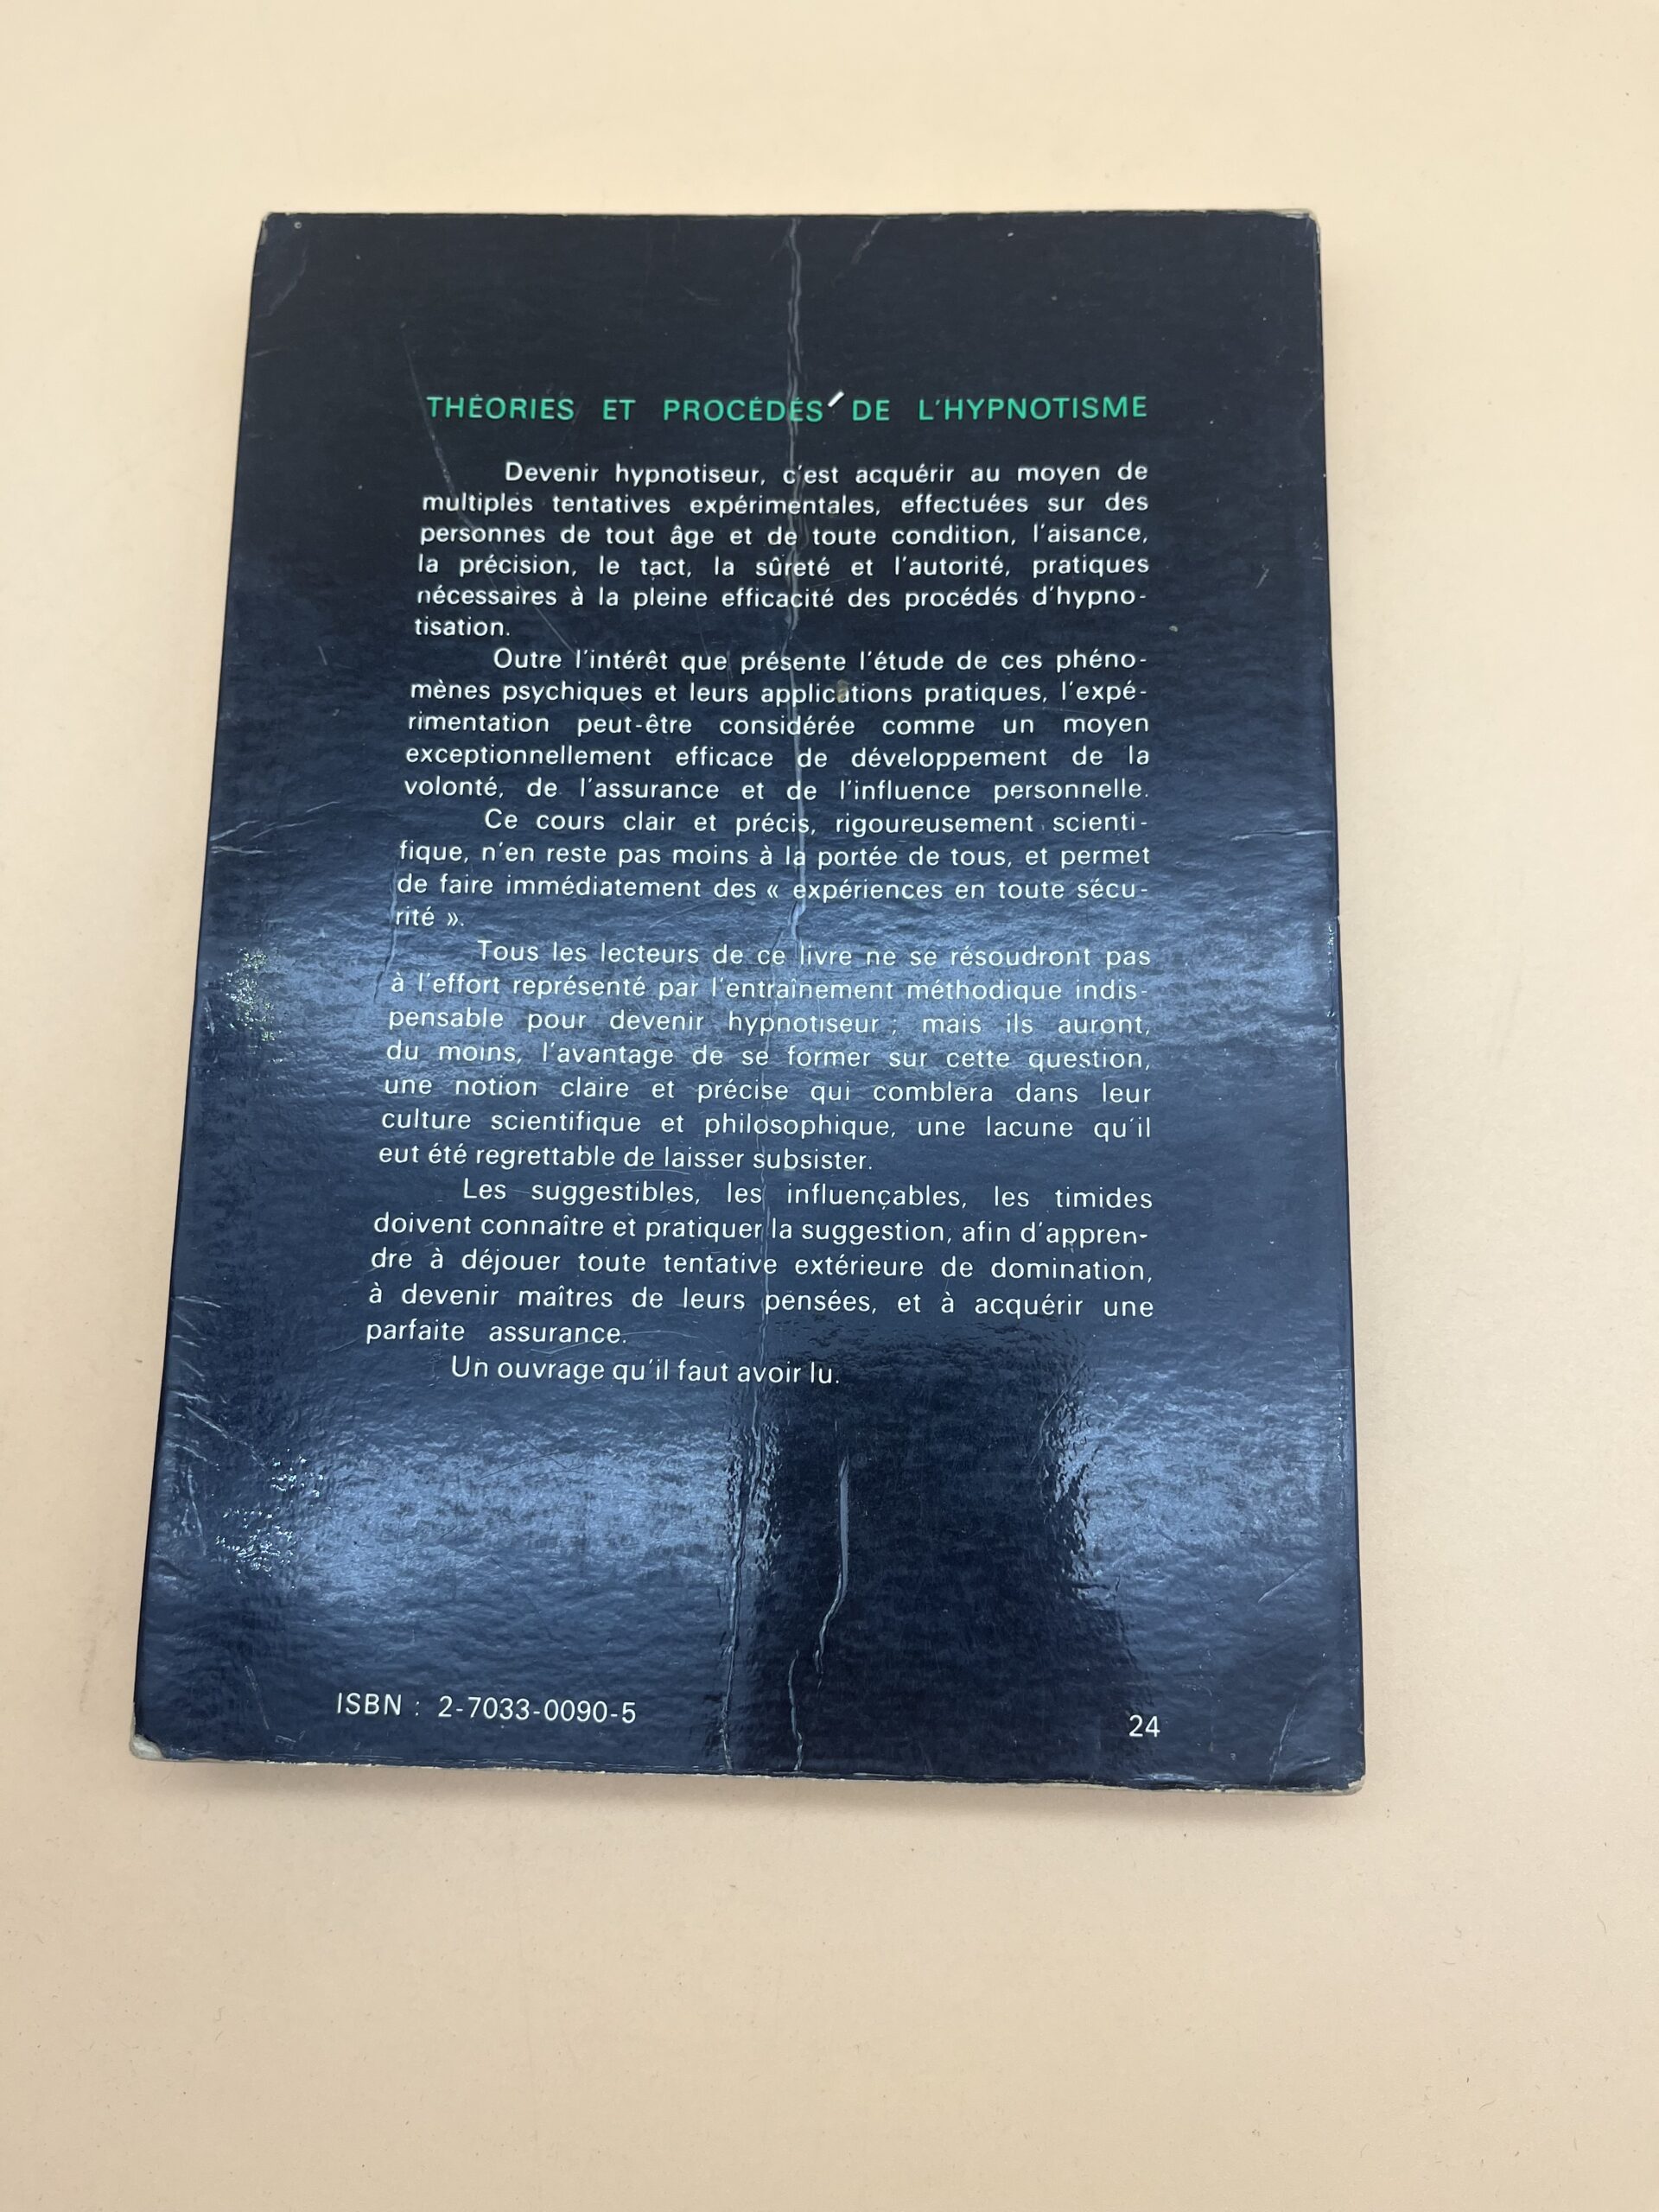 THÉORIES ET PROCÉDÉS DE L'HYPNOTISME
Devenir hypnotiseur, c'est acquérir au moyen de
multiples tentatives expérimentales, effectuées sur des
personnes de tout âge et de toute condition, l'aisance,
la précision, le tact, la sûreté et l'autorité, pratiques
nécessaires à la pleine efficacité des procédés d'hypno-
tisation.
Outre l'intérêt que présente l'étude de ces phéno-
mènes psychiques et leurs applications pratiques, l'expé-
rimentation peut-être considérée comme un moyen
exceptionnellement efficace de développement de la
volonté, de l'assurance et de l'influence personnelle.
Ce cours clair et précis, rigoureusement scienti-
fique, n'en reste pas moins à la portée de tous, et permet
de faire immédiatement des « expériences en toute sécu-
rité ».
Tous les lecteurs de ce livre ne se résoudront pas
à l'effort représenté par l'entraînement méthodique indis-
pensable pour devenir hypnotiseur ; mais ils auront,
du moins, l'avantage de se former sur cette question,
une notion claire et précise qui comblera dans leur
culture scientifique et philosophique, une lacune qu'il
eut été regrettable de laisser subsister.
Les suggestibles, les influençables, les timides
doivent connaître et pratiquer la suggestion, afin d'appren-
dre à déjouer toute tentative extérieure de domination,
à devenir maîtres de leurs pensées, et à acquérir une
parfaite assurance.
Un ouvrage qu'il faut avoir lu.
ISBN : 2-7033-0090-5
24